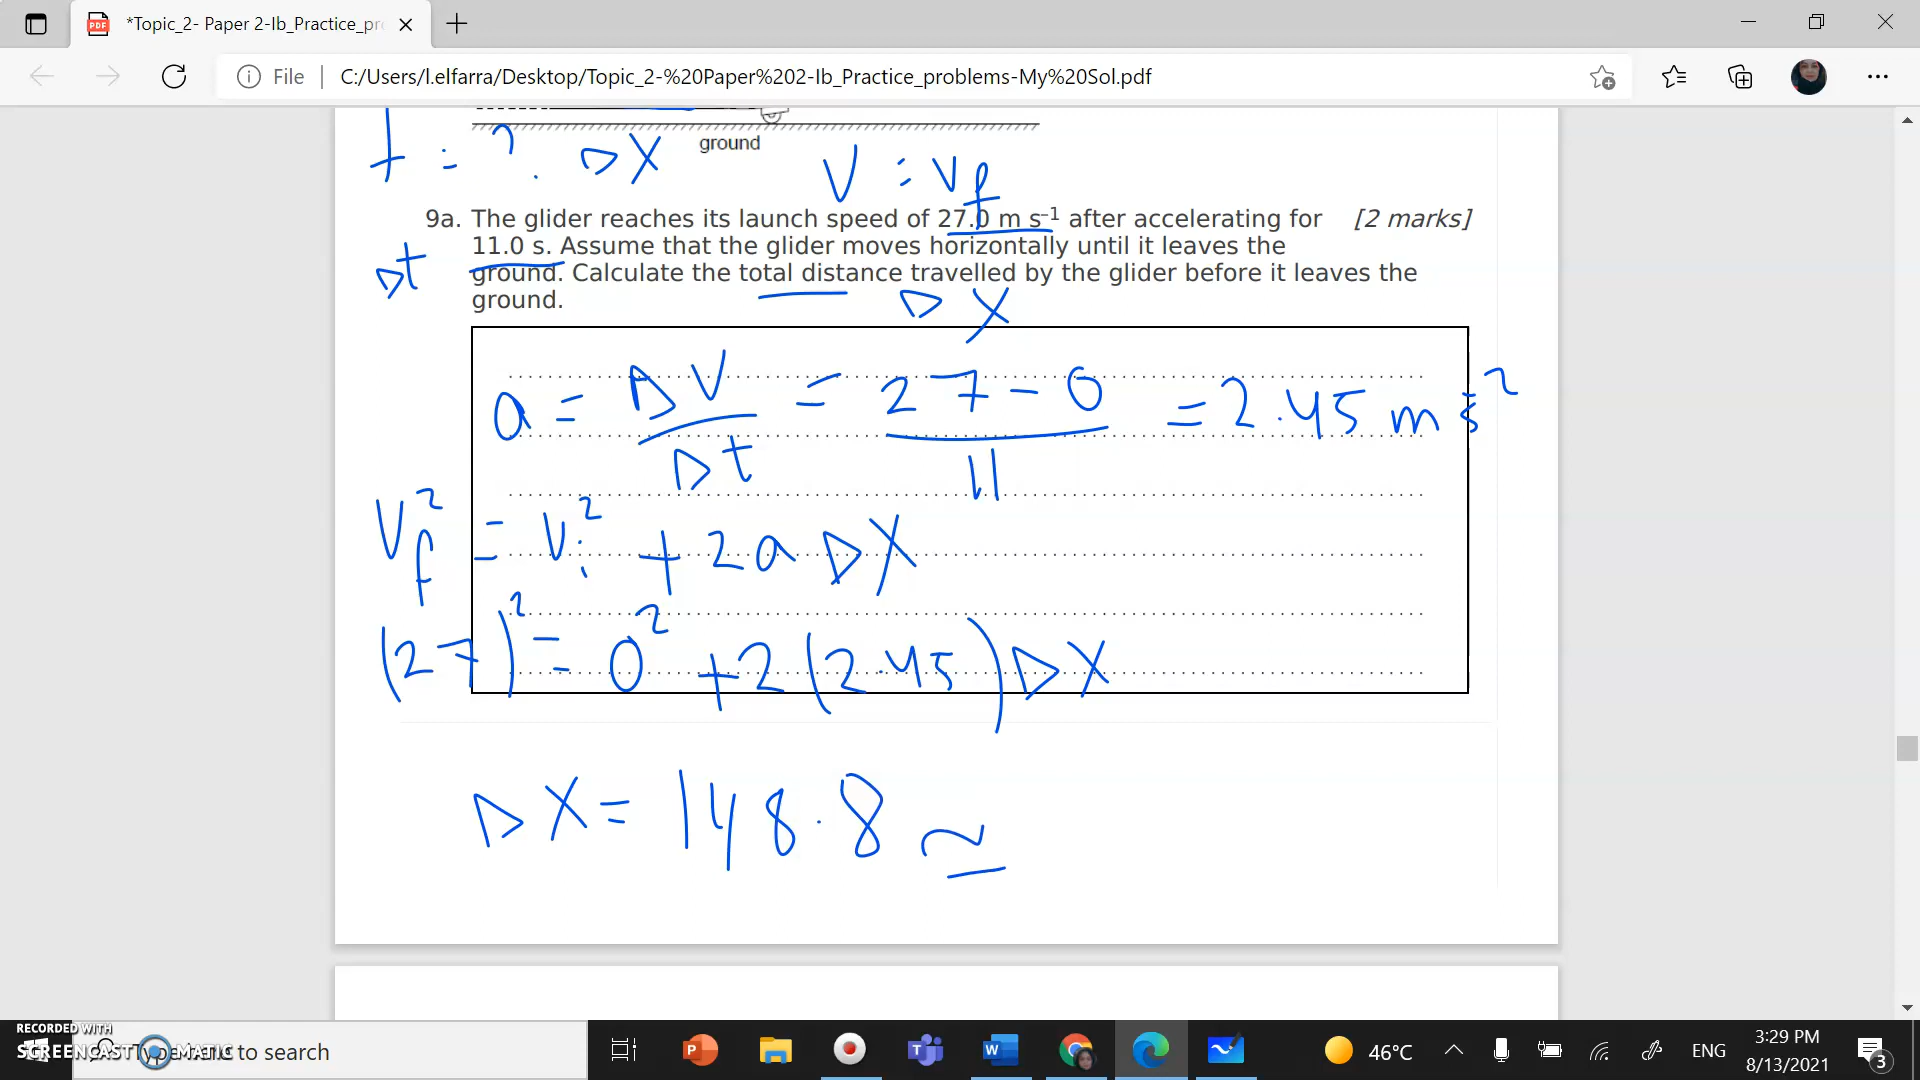 *Topic_2- Paper 2-Ib_Practice_pr
File
C:/Users/l.elfarra/Desktop/Topic_2-%20Paper%202-Ib_Practice_problems-My%20Sol.pdf
ground
t = ? . Δ X
V = Vf
9a. The glider reaches its launch speed of 27.0 m s⁻¹ after accelerating for [2 marks]
11.0 s. Assume that the glider moves horizontally until it leaves the
ground. Calculate the total distance travelled by the glider before it leaves the
ground.
Δt
Δ X
a = ΔV/Δt = 27 - 0/11 = 2.45 m s⁻²
Vf² = Vi² + 2a ΔX
(27)² = 0² + 2(2.45) ΔX
ΔX = 148.8 ≃
RECORDED WITH
SCREENCAST MATIC
Type here to search
46°C
ENG
3:29 PM
8/13/2021
3